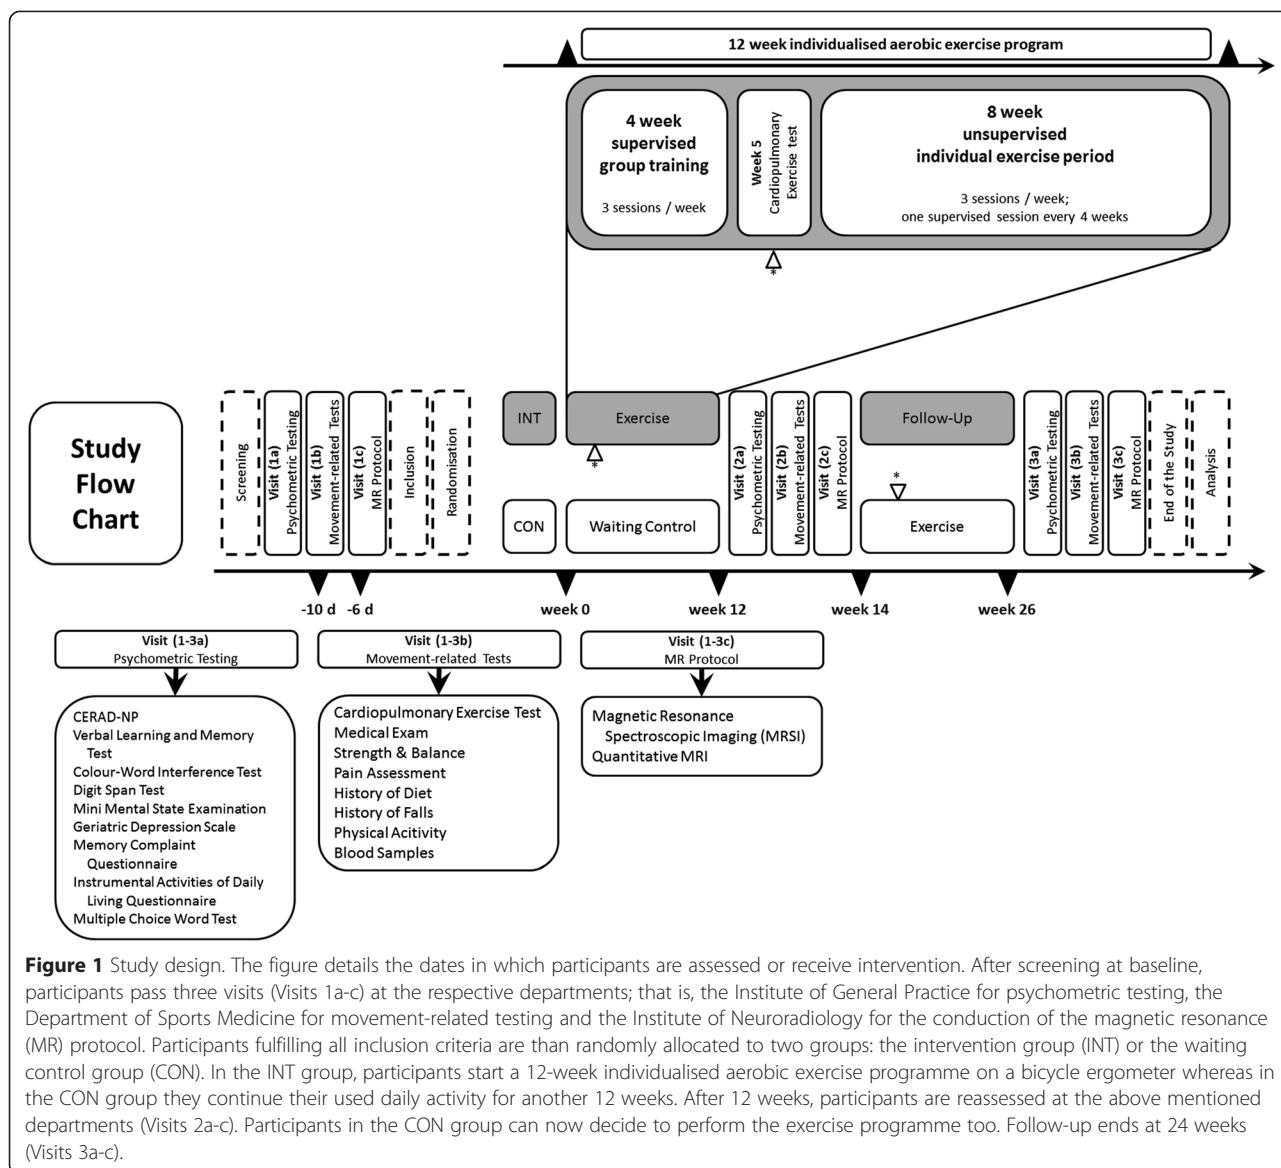 12 week individualised aerobic exercise program
4 week
supervised
group training
3 sessions / week
Week 5
Cardiopulmonary
Exercise test
8 week
unsupervised
individual exercise period
3 sessions / week;
one supervised session every 4 weeks
*
Study
Flow
Chart
Screening
Visit (1a)
Psychometric Testing
Visit (1b)
Movement-related Tests
Visit (1c)
MR Protocol
Inclusion
Randomisation
INT
Exercise
*
CON
Waiting Control
Visit (2a)
Psychometric Testing
Visit (2b)
Movement-related Tests
Visit (2c)
MR Protocol
Follow-Up
*
Exercise
Visit (3a)
Psychometric Testing
Visit (3b)
Movement-related Tests
Visit (3c)
MR Protocol
End of the Study
Analysis
-10 d
-6 d
week 0
week 12
week 14
week 26
Visit (1-3a)
Psychometric Testing
CERAD-NP
Verbal Learning and Memory
Test
Colour-Word Interference Test
Digit Span Test
Mini Mental State Examination
Geriatric Depression Scale
Memory Complaint
Questionnaire
Instrumental Activities of Daily
Living Questionnaire
Multiple Choice Word Test
Visit (1-3b)
Movement-related Tests
Cardiopulmonary Exercise Test
Medical Exam
Strength & Balance
Pain Assessment
History of Diet
History of Falls
Physical Acitivity
Blood Samples
Visit (1-3c)
MR Protocol
Magnetic Resonance
Spectroscopic Imaging (MRSI)
Quantitative MRI
Figure 1 Study design. The figure details the dates in which participants are assessed or receive intervention. After screening at baseline,
participants pass three visits (Visits 1a-c) at the respective departments; that is, the Institute of General Practice for psychometric testing, the
Department of Sports Medicine for movement-related testing and the Institute of Neuroradiology for the conduction of the magnetic resonance
(MR) protocol. Participants fulfilling all inclusion criteria are than randomly allocated to two groups: the intervention group (INT) or the waiting
control group (CON). In the INT group, participants start a 12-week individualised aerobic exercise programme on a bicycle ergometer whereas in
the CON group they continue their used daily activity for another 12 weeks. After 12 weeks, participants are reassessed at the above mentioned
departments (Visits 2a-c). Participants in the CON group can now decide to perform the exercise programme too. Follow-up ends at 24 weeks
(Visits 3a-c).